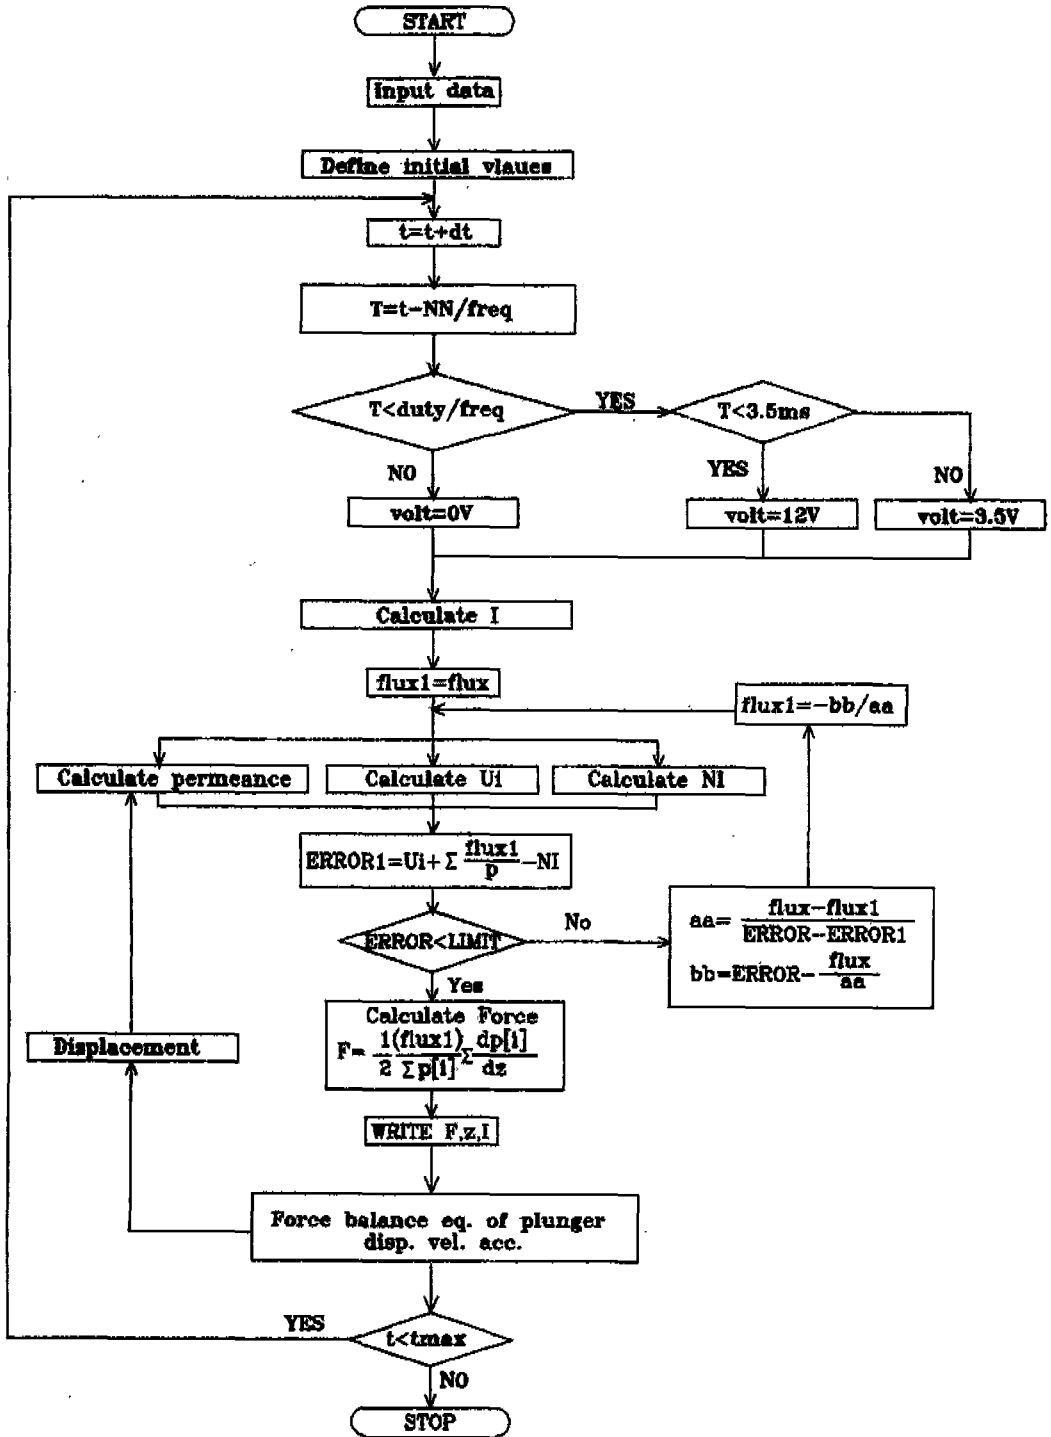 START
Input data
Define initial vlaues
t=t+dt
T=t-NN/freq
T<duty/freq
YES
T<3.5ms
NO
YES
NO
volt=0V
volt=12V
volt=3.5V
Calculate I
flux1=flux
flux1=-bb/aa
Calculate permeance
Calculate Ui
Calculate NI
ERROR1=Ui+Σ flux1/p -NI
ERROR<LIMIT
No
aa= flux-flux1/ERROR-ERROR1
bb=ERROR- flux/aa
Yes
Calculate Force
F= 1/2 (flux1)/Σp[i] Σ dp[i]/dz
Displacement
WRITE F,z,I
Force balance eq. of plunger
disp. vel. acc.
YES
t<tmax
NO
STOP